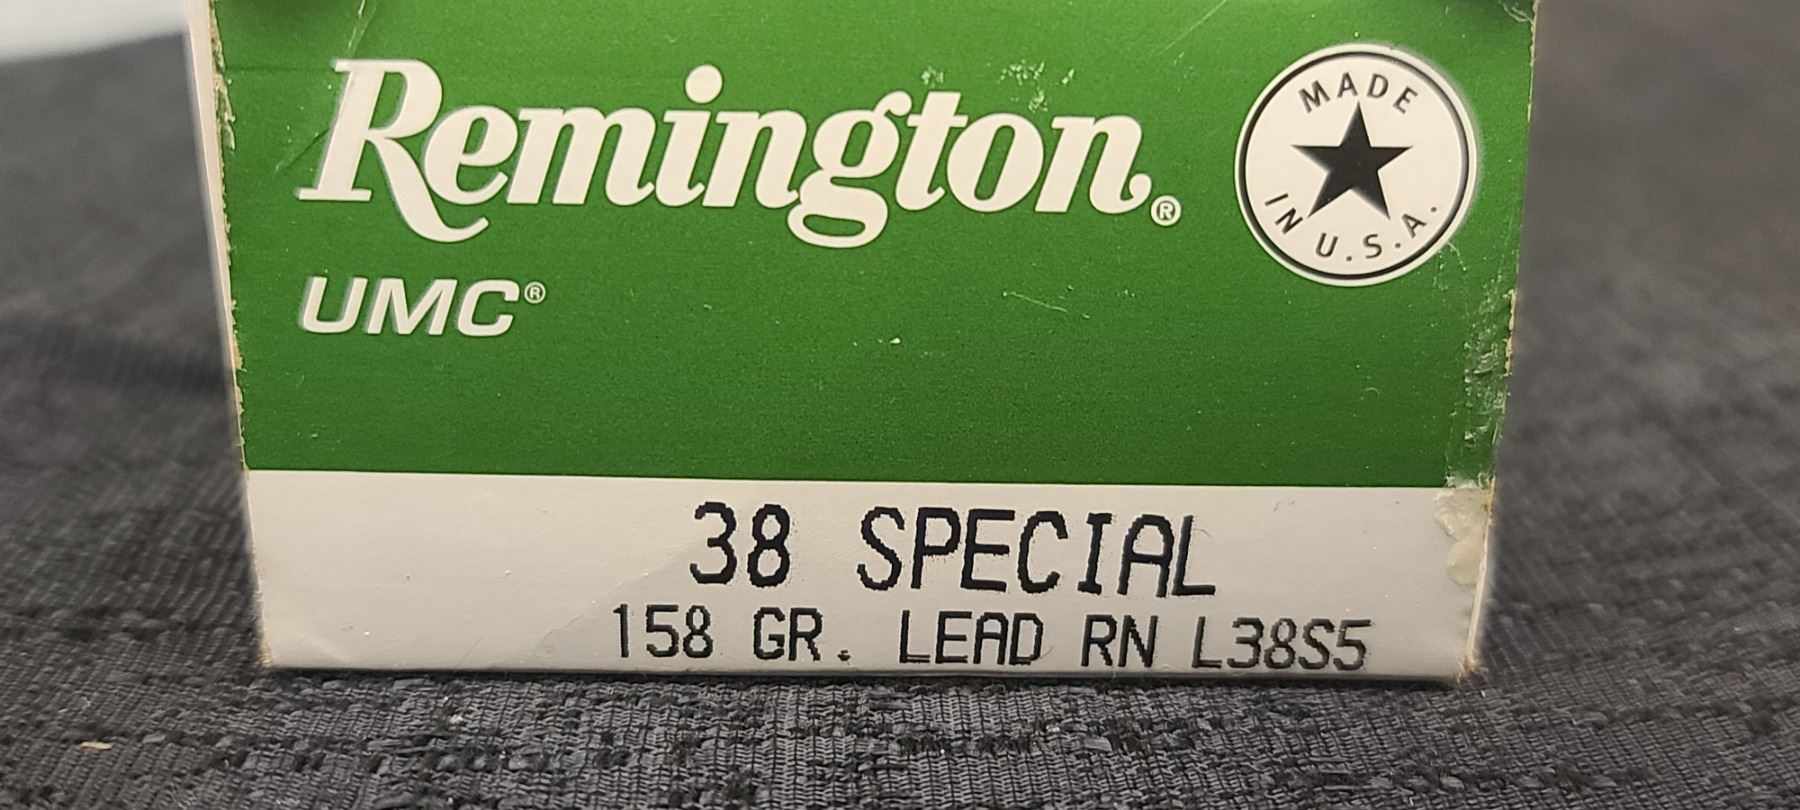 Remington®
UMC®
MADE
IN U.S.A.
38 SPECIAL
158 GR. LEAD RN L38S5